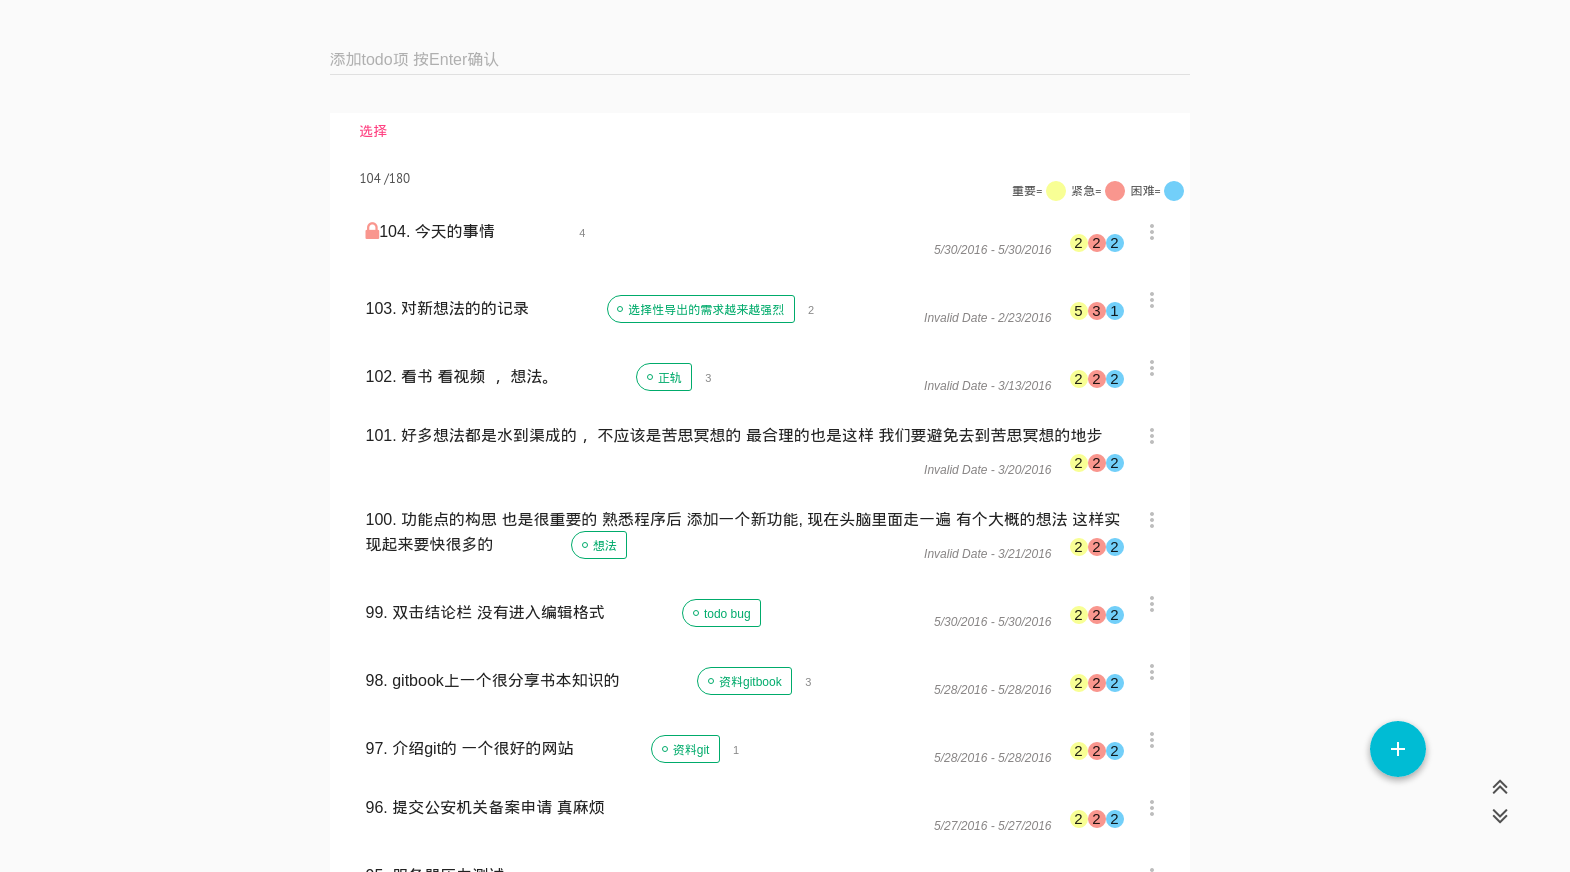 添加todo项 按Enter确认
选择
104 /180
重要= 紧急= 困难=
104. 今天的事情 4
5/30/2016 - 5/30/2016 2 2 2
103. 对新想法的的记录 选择性导出的需求越来越强烈 2
Invalid Date - 2/23/2016 5 3 1
102. 看书 看视频 ，想法。 正轨 3
Invalid Date - 3/13/2016 2 2 2
101. 好多想法都是水到渠成的， 不应该是苦思冥想的 最合理的也是这样 我们要避免去到苦思冥想的地步
Invalid Date - 3/20/2016 2 2 2
100. 功能点的构思 也是很重要的 熟悉程序后 添加一个新功能, 现在头脑里面走一遍 有个大概的想法 这样实
现起来要快很多的 想法
Invalid Date - 3/21/2016 2 2 2
99. 双击结论栏 没有进入编辑格式 todo bug
5/30/2016 - 5/30/2016 2 2 2
98. gitbook上一个很分享书本知识的 资料gitbook 3
5/28/2016 - 5/28/2016 2 2 2
97. 介绍git的 一个很好的网站 资料git 1
5/28/2016 - 5/28/2016 2 2 2
96. 提交公安机关备案申请 真麻烦
5/27/2016 - 5/27/2016 2 2 2